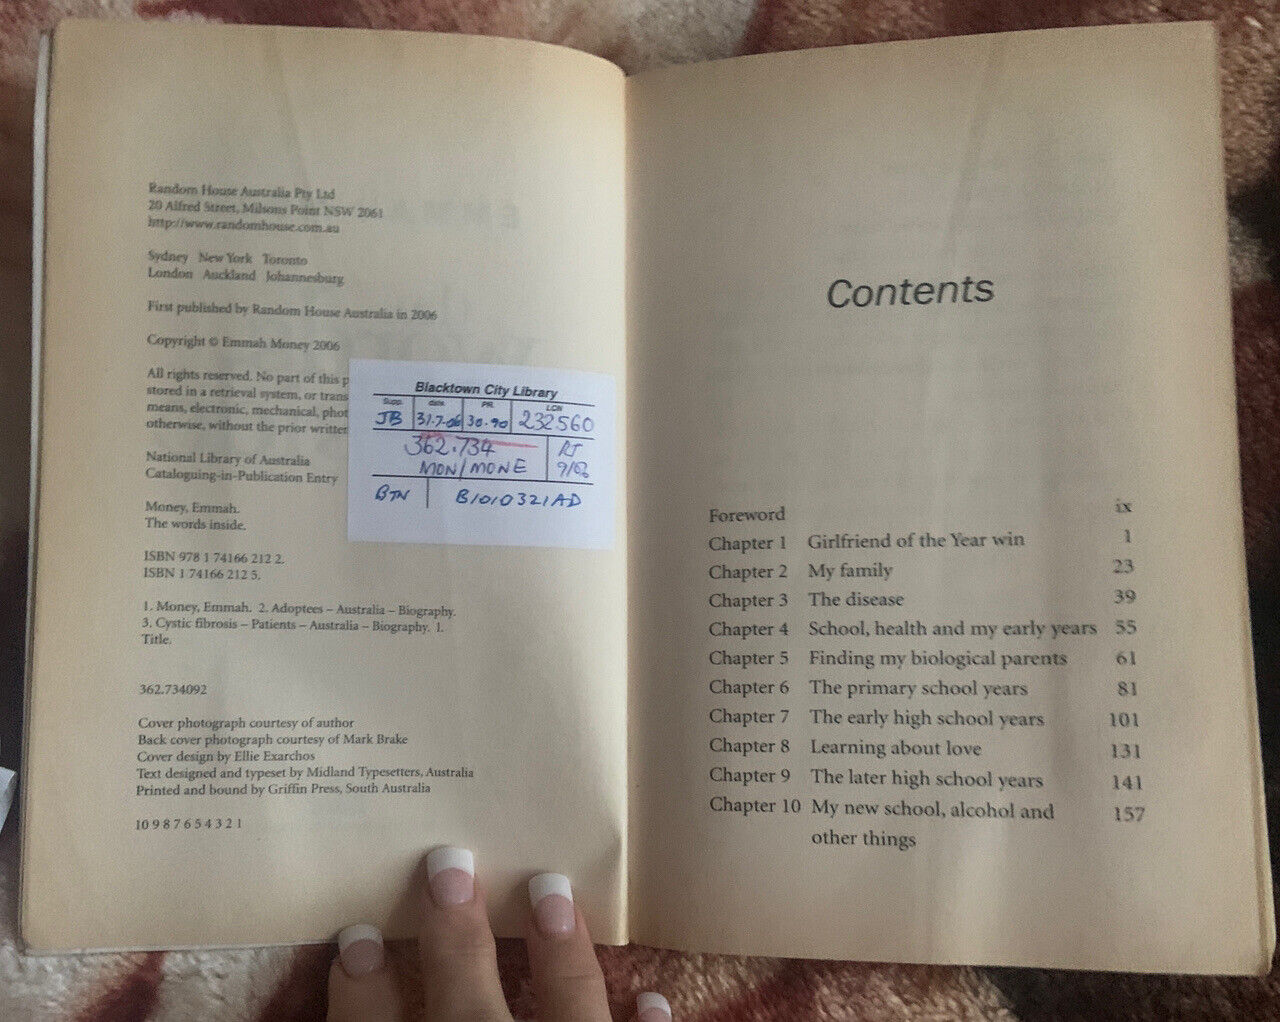 Random House Australia Pty Ltd
20 Alfred Street, Milsons Point NSW 2061
http://www.randomhouse.com.au
Sydney New York Toronto
London Auckland Johannesburg
First published by Random House Australia in 2006
Copyright © Emmah Money 2006
All rights reserved. No part of this p
stored in a retrieval system, or trans
means, electronic, mechanical, phot
otherwise, without the prior written
National Library of Australia
Cataloguing-in-Publication Entry
Money, Emmah.
The words inside.
ISBN 978 1 74166 212 2.
ISBN 1 74166 212 5.
1. Money, Emmah. 2. Adoptees – Australia – Biography.
3. Cystic fibrosis – Patients – Australia – Biography. 1.
Title.
362.734092
Cover photograph courtesy of author
Back cover photograph courtesy of Mark Brake
Cover design by Ellie Exarchos
Text designed and typeset by Midland Typesetters, Australia
Printed and bound by Griffin Press, South Australia
10 9 8 7 6 5 4 3 2 1
Blacktown City Library
Supp. date. PR. LCN
JB 31.7.06 30.90 232560
362.734
MON/MONE 9/06
BTN B1010321AD
Contents
Foreword ix
Chapter 1 Girlfriend of the Year win 1
Chapter 2 My family 23
Chapter 3 The disease 39
Chapter 4 School, health and my early years 55
Chapter 5 Finding my biological parents 61
Chapter 6 The primary school years 81
Chapter 7 The early high school years 101
Chapter 8 Learning about love 131
Chapter 9 The later high school years 141
Chapter 10 My new school, alcohol and 157
other things